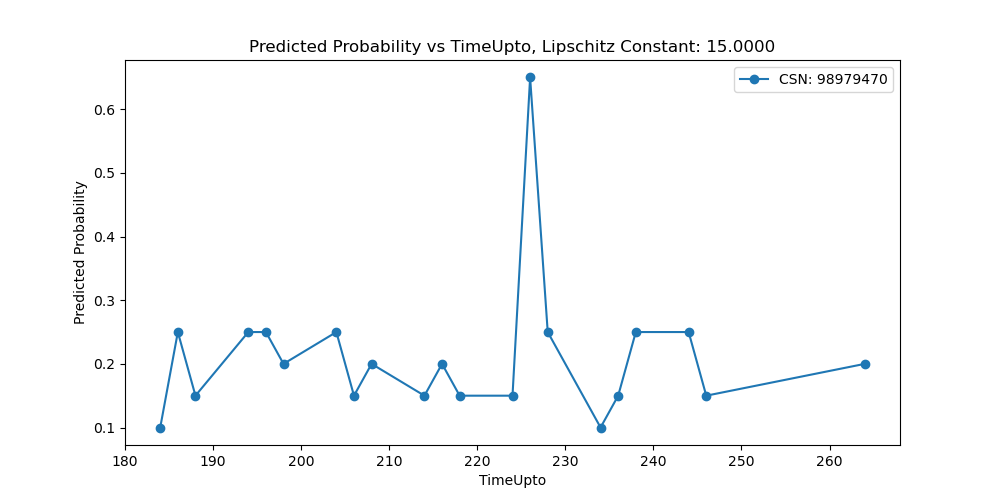 Predicted Probability vs TimeUpto, Lipschitz Constant: 15.0000
CSN: 98979470
Predicted Probability
0.6
0.5
0.4
0.3
0.2
0.1
180 190 200 210 220 230 240 250 260
TimeUpto